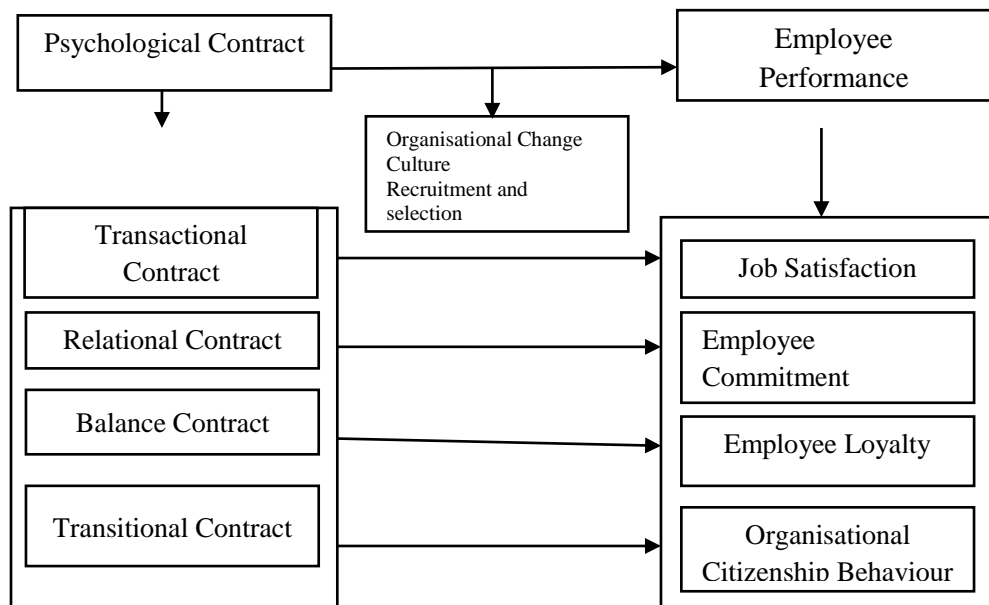 Psychological Contract
Employee
Performance
Organisational Change
Culture
Recruitment and
selection
Transactional
Contract
Relational Contract
Balance Contract
Transitional Contract
Job Satisfaction
Employee
Commitment
Employee Loyalty
Organisational
Citizenship Behaviour